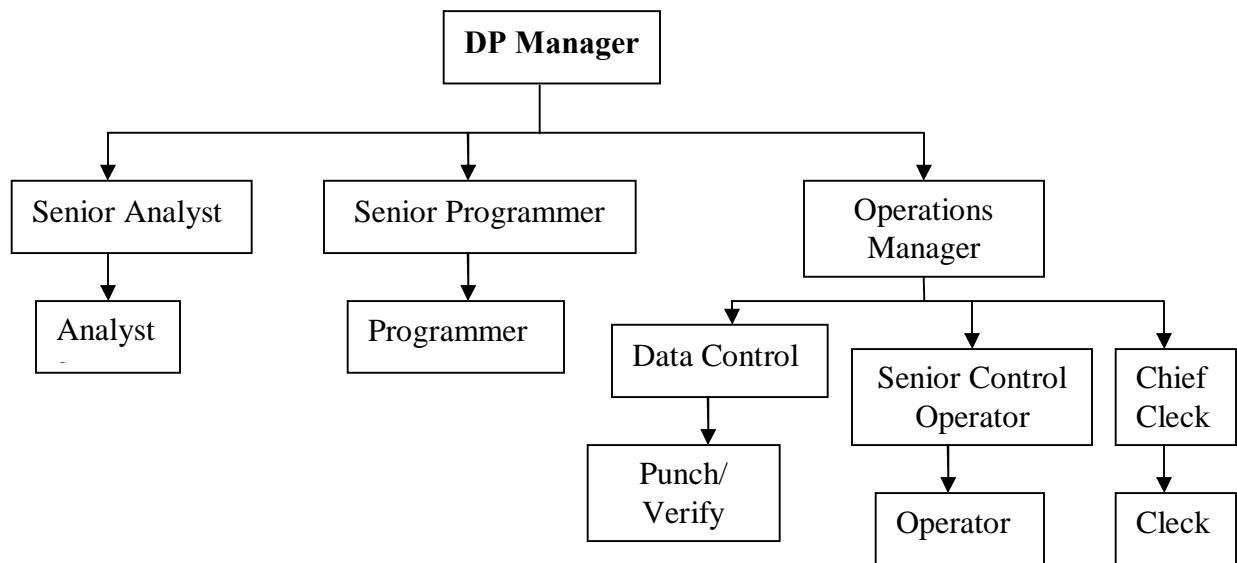 DP Manager
Senior Analyst
Senior Programmer
Operations
Manager
Analyst
Programmer
Data Control
Senior Control
Operator
Chief
Cleck
Punch/
Verify
Operator
Cleck